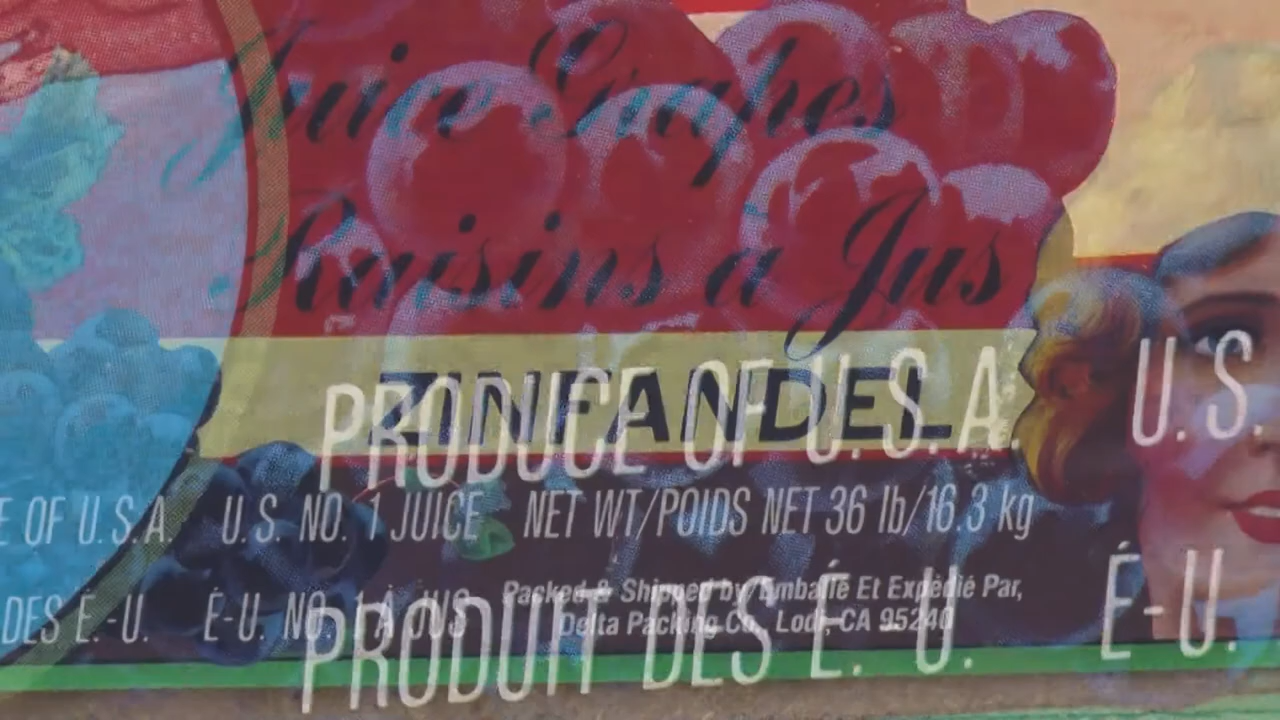 Juice Grapes
Raisins a Jus
ZINFANDEL
PRODUCE OF U.S.A. U.S.
E OF U.S.A. U.S. NO. 1 JUICE NET WT/POIDS NET 36 lb/16.3 kg
Packed & Shipped by/Emballé Et Expédié Par,
DES É.-U. É-U. NO. 1 À JUS Delta Packing Co., Lodi, CA 95240
PRODUIT DES É.-U. É-U.